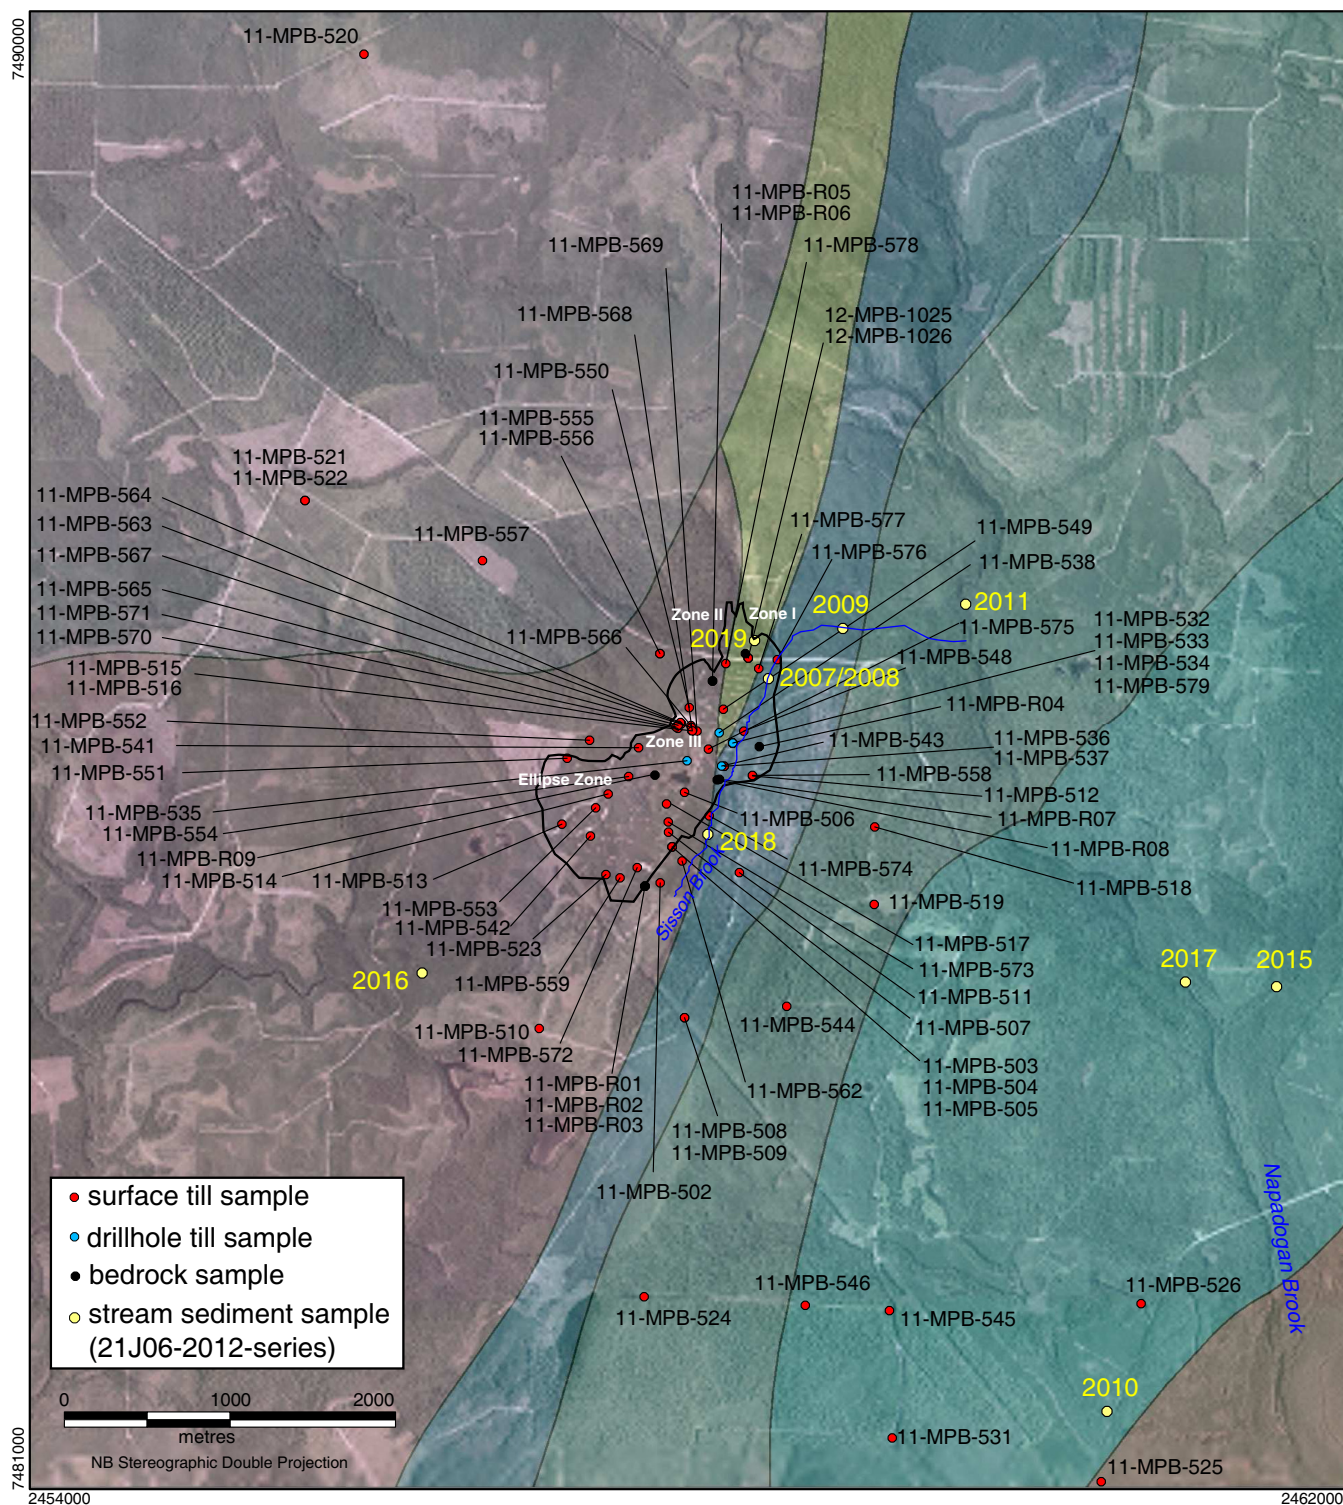 7490000
11-MPB-520
11-MPB-R05
11-MPB-R06
11-MPB-569
11-MPB-578
11-MPB-568
12-MPB-1025
12-MPB-1026
11-MPB-550
11-MPB-555
11-MPB-556
11-MPB-521
11-MPB-522
11-MPB-564
11-MPB-563
11-MPB-557
11-MPB-577
11-MPB-549
11-MPB-567
11-MPB-576
11-MPB-538
11-MPB-565
11-MPB-571
11-MPB-570
Zone II
Zone I
2009
2011
11-MPB-532
11-MPB-533
11-MPB-534
11-MPB-579
11-MPB-566
2019
11-MPB-575
11-MPB-548
11-MPB-515
11-MPB-516
2007/2008
11-MPB-R04
11-MPB-552
11-MPB-541
Zone III
11-MPB-543
11-MPB-536
11-MPB-537
11-MPB-551
Ellipse Zone
11-MPB-558
11-MPB-512
11-MPB-535
11-MPB-554
11-MPB-506
11-MPB-R07
11-MPB-R09
2018
11-MPB-R08
11-MPB-514
11-MPB-513
11-MPB-574
11-MPB-518
11-MPB-553
11-MPB-542
11-MPB-519
Sisson Brook
11-MPB-523
11-MPB-517
2016
11-MPB-559
11-MPB-573
2017
2015
11-MPB-511
11-MPB-510
11-MPB-544
11-MPB-507
11-MPB-572
11-MPB-503
11-MPB-504
11-MPB-505
11-MPB-R01
11-MPB-R02
11-MPB-R03
11-MPB-562
11-MPB-508
11-MPB-509
11-MPB-502
Napadogan Brook
surface till sample
drillhole till sample
bedrock sample
stream sediment sample
(21J06-2012-series)
11-MPB-546
11-MPB-526
11-MPB-524
11-MPB-545
2010
0 1000 2000
metres
NB Stereographic Double Projection
11-MPB-531
11-MPB-525
7481000
2454000
2462000